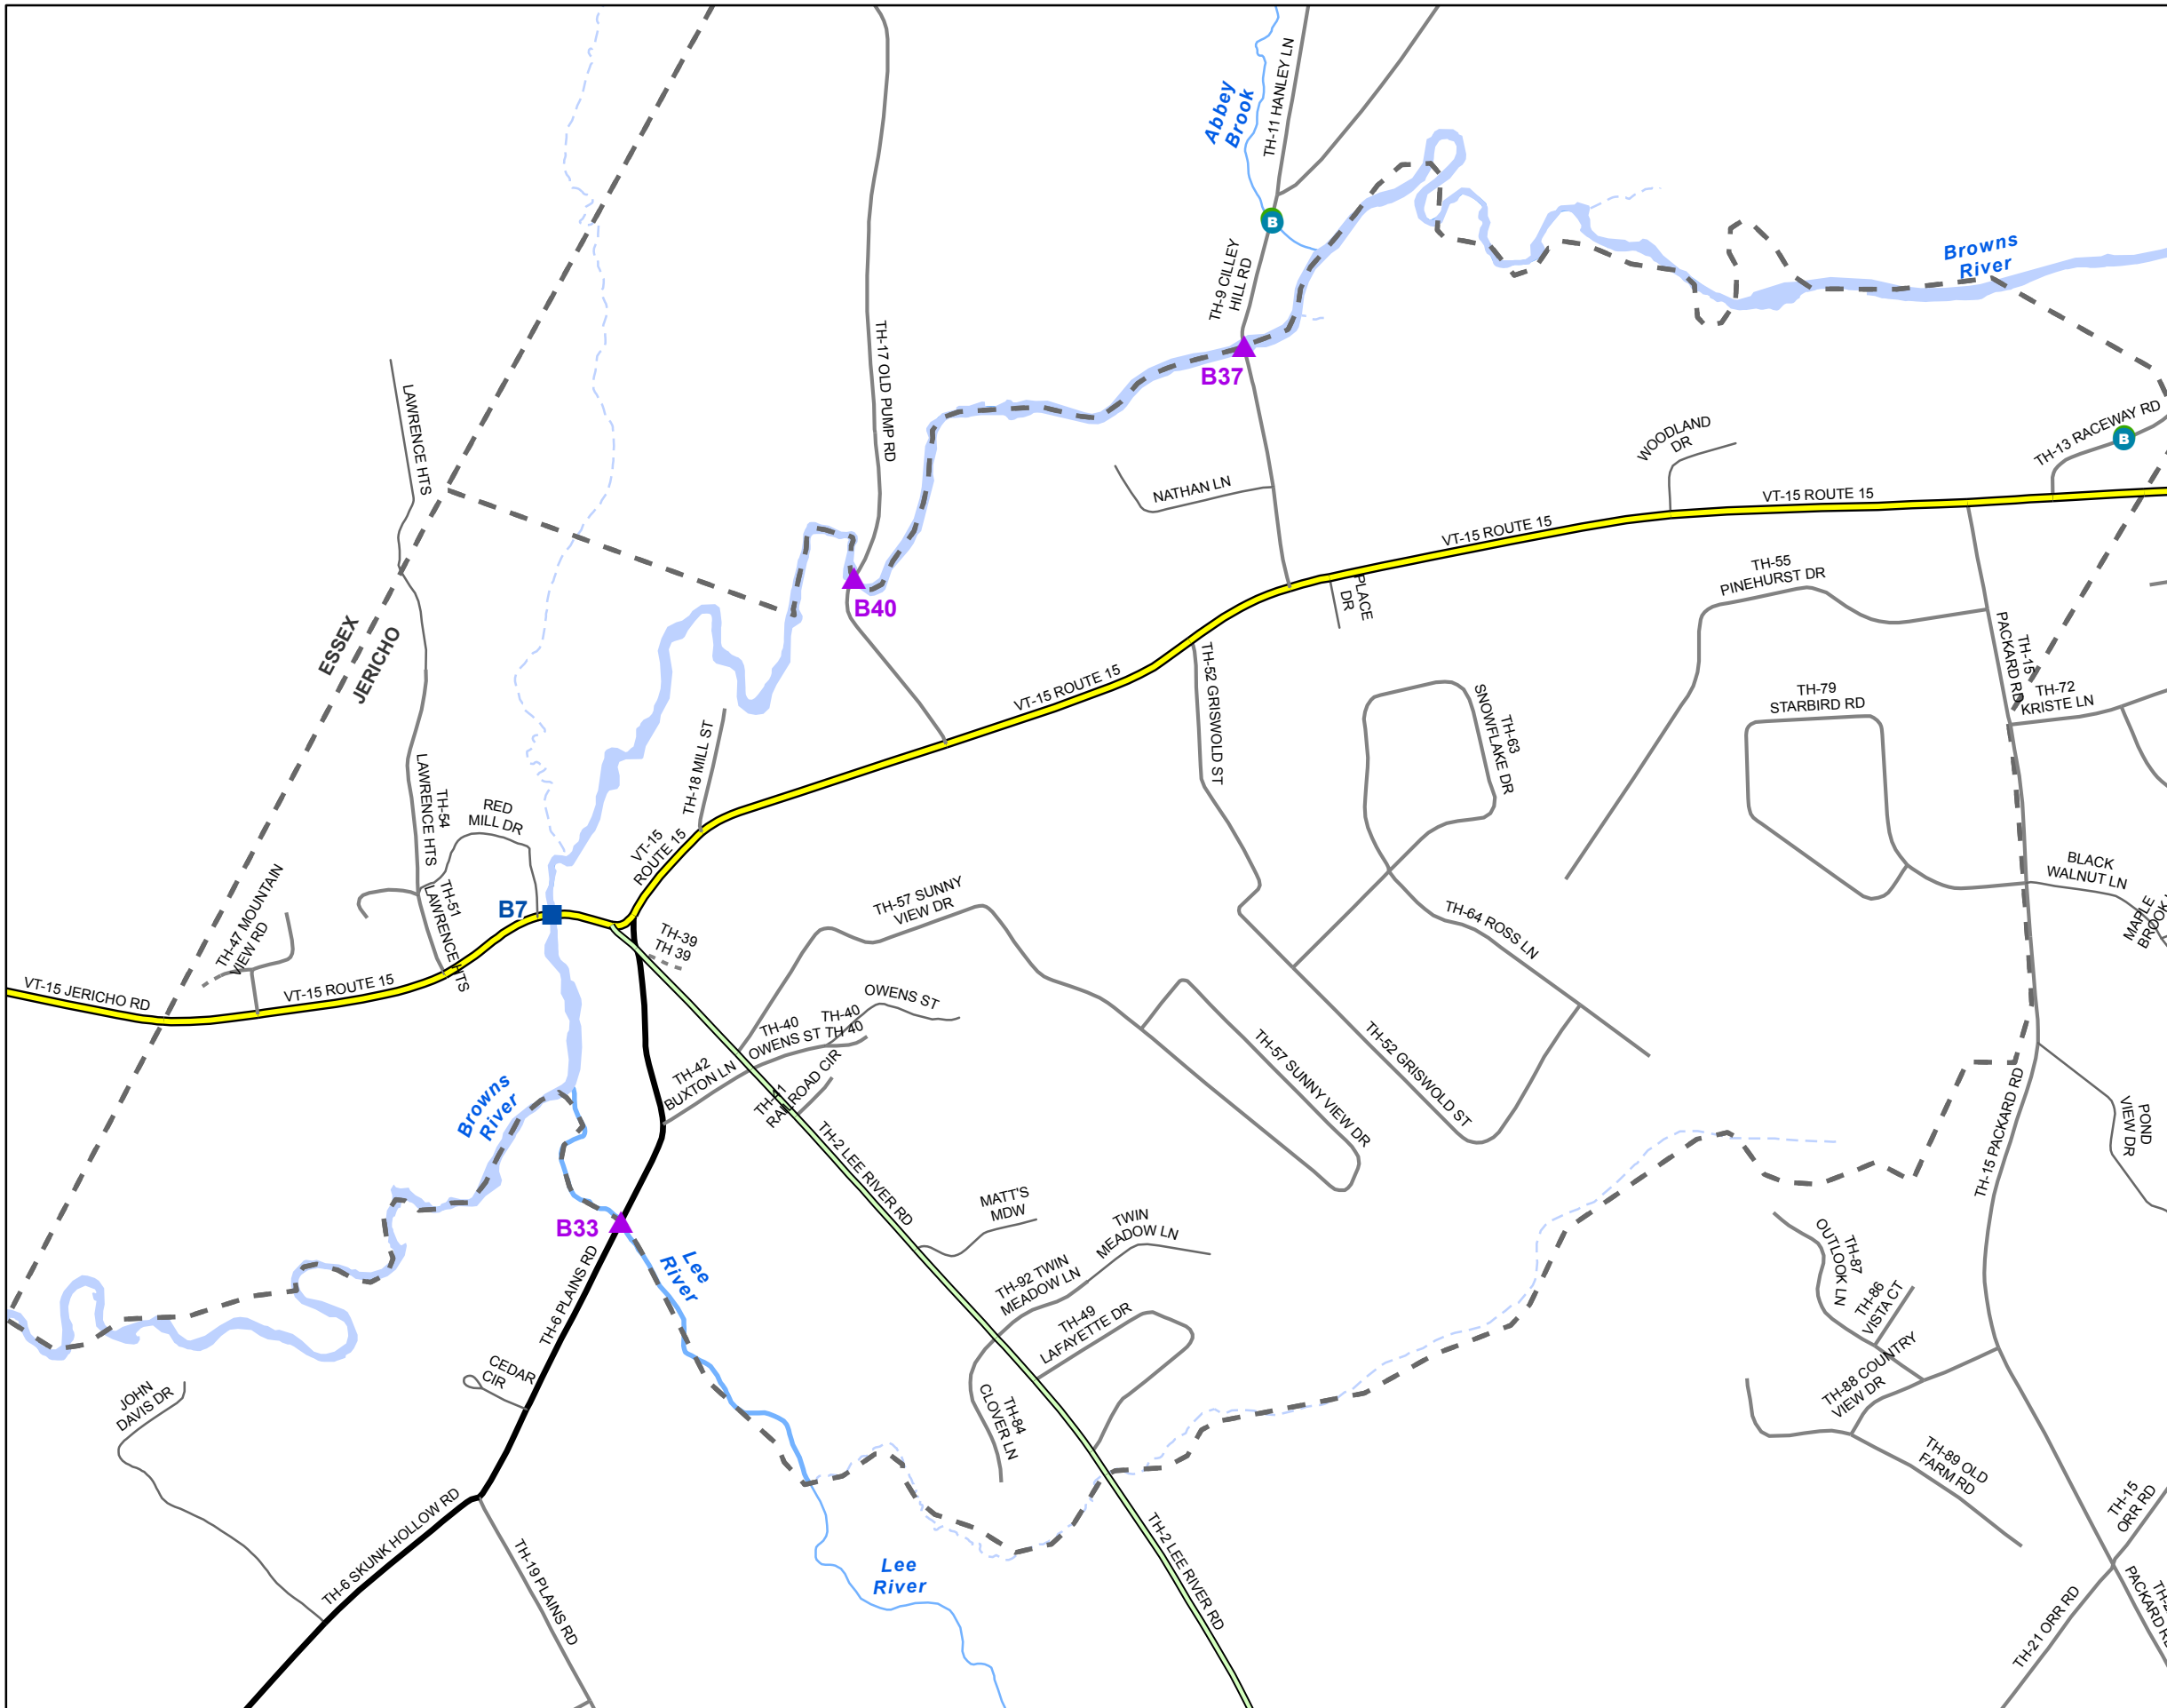 Abbey
Brook
TH-11 HANLEY LN
B
TH-9 CILLEY
HILL RD
Browns
River
B37
TH-17 OLD PUMP RD
LAWRENCE HTS
TH-13 RACEWAY RD
B
WOODLAND
DR
NATHAN LN
VT-15 ROUTE 15
VT-15 ROUTE 15
PLACE
DR
TH-55
PINEHURST DR
B40
ESSEX
JERICHO
TH-15
PACKARD RD
TH-52 GRISWOLD ST
VT-15 ROUTE 15
TH-63
SNOWFLAKE DR
TH-79
STARBIRD RD
TH-72
KRISTE LN
TH-18 MILL ST
TH-54
LAWRENCE HTS
RED
MILL DR
VT-15
ROUTE 15
BLACK
WALNUT LN
MAPLE
TH-47 MOUNTAIN
VIEW RD
TH-51
LAWRENCE HTS
B7
TH-57 SUNNY
VIEW DR
TH-64 ROSS LN
TH-39
TH 39
VT-15 JERICHO RD
VT-15 ROUTE 15
OWENS ST
TH-40
OWENS ST
TH-40
TH 40
TH-42
BUXTON LN
TH-41
RAILROAD CIR
TH-57 SUNNY VIEW DR
TH-52 GRISWOLD ST
Browns
River
TH-15 PACKARD RD
POND
VIEW DR
TH-2 LEE RIVER RD
B33
Lee
River
MATT'S
MDW
TWIN
MEADOW LN
TH-92 TWIN
MEADOW LN
TH-49
LAFAYETTE DR
TH-87
OUTLOOK LN
TH-86
VISTA CT
TH-6 PLAINS RD
CEDAR
CIR
JOHN
DAVIS DR
TH-84
CLOVER LN
TH-88 COUNTRY
VIEW DR
TH-89 OLD
FARM RD
TH-15
ORR RD
TH-6 SKUNK HOLLOW RD
TH-19 PLAINS RD
Lee
River
TH-2 LEE RIVER RD
TH-21 ORR RD
PACKARD